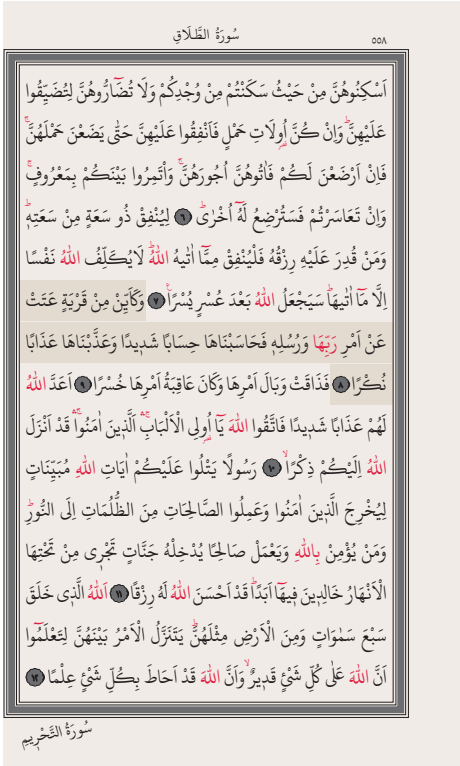 سُورَةُ الطَّلَاقِ
٥٥٨
اَسْكِنُوهُنَّ مِنْ حَيْثُ سَكَنْتُمْ مِنْ وُجْدِكُمْ وَلَا تُضَٓارُّوهُنَّ لِتُضَيِّقُوا
عَلَيْهِنَّۜ وَاِنْ كُنَّ اُو۬لَاتِ حَمْلٍ فَاَنْفِقُوا عَلَيْهِنَّ حَتّٰى يَضَعْنَ حَمْلَهُنَّۚ
فَاِنْ اَرْضَعْنَ لَكُمْ فَاٰتُوهُنَّ اُجُورَهُنَّۚ وَأْتَمِرُوا بَيْنَكُمْ بِمَعْرُوفٍۚ
وَاِنْ تَعَاسَرْتُمْ فَسَتُرْضِعُ لَهُٓ اُخْرٰىۜ ﴿٦﴾ لِيُنْفِقْ ذُو سَعَةٍ مِنْ سَعَتِه۪ۜ
وَمَنْ قُدِرَ عَلَيْهِ رِزْقُهُ فَلْيُنْفِقْ مِمَّٓا اٰتٰيهُ اللّٰهُۜ لَا يُكَلِّفُ اللّٰهُ نَفْسًا
اِلَّا مَٓا اٰتٰيهَاۜ سَيَجْعَلُ اللّٰهُ بَعْدَ عُسْرٍ يُسْرًا۟ ﴿٧﴾ وَكَاَيِّنْ مِنْ قَرْيَةٍ عَتَتْ
عَنْ اَمْرِ رَبِّهَا وَرُسُلِه۪ فَحَاسَبْنَاهَا حِسَابًا شَد۪يدًا وَعَذَّبْنَاهَا عَذَابًا
نُكْرًا ﴿٨﴾ فَذَاقَتْ وَبَالَ اَمْرِهَا وَكَانَ عَاقِبَةُ اَمْرِهَا خُسْرًا ﴿٩﴾ اَعَدَّ اللّٰهُ
لَهُمْ عَذَابًا شَد۪يدًا فَاتَّقُوا اللّٰهَ يَٓا اُو۬لِي الْاَلْبَابِۚۛ اَلَّذ۪ينَ اٰمَنُواۜۛ قَدْ اَنْزَلَ
اللّٰهُ اِلَيْكُمْ ذِكْرًاۙ ﴿١٠﴾ رَسُولًا يَتْلُوا عَلَيْكُمْ اٰيَاتِ اللّٰهِ مُبَيِّنَاتٍ
لِيُخْرِجَ الَّذ۪ينَ اٰمَنُوا وَعَمِلُوا الصَّالِحَاتِ مِنَ الظُّلُمَاتِ اِلَى النُّورِۜ
وَمَنْ يُؤْمِنْ بِاللّٰهِ وَيَعْمَلْ صَالِحًا يُدْخِلْهُ جَنَّاتٍ تَجْر۪ي مِنْ تَحْتِهَا
الْاَنْهَارُ خَالِد۪ينَ ف۪يهَٓا اَبَدًاۜ قَدْ اَحْسَنَ اللّٰهُ لَهُ رِزْقًا ﴿١١﴾ اَللّٰهُ الَّذ۪ي خَلَقَ
سَبْعَ سَمٰوَاتٍ وَمِنَ الْاَرْضِ مِثْلَهُنَّۜ يَتَنَزَّلُ الْاَمْرُ بَيْنَهُنَّ لِتَعْلَمُٓوا
اَنَّ اللّٰهَ عَلٰى كُلِّ شَيْءٍ قَد۪يرٌۙ وَاَنَّ اللّٰهَ قَدْ اَحَاطَ بِكُلِّ شَيْءٍ عِلْمًا ﴿١٢﴾
سُورَةُ التَّحْر۪يمِ